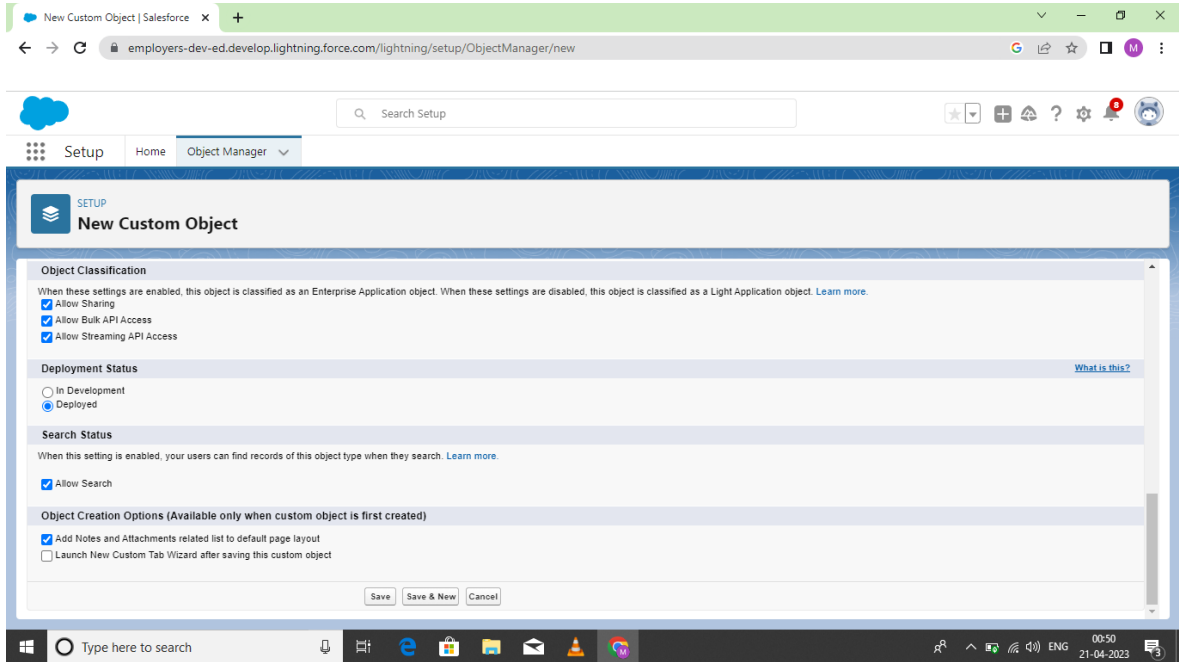 New Custom Object | Salesforce
employers-dev-ed.develop.lightning.force.com/lightning/setup/ObjectManager/new
G
M
Search Setup
8
Setup Home Object Manager
SETUP
New Custom Object
Object Classification
When these settings are enabled, this object is classified as an Enterprise Application object. When these settings are disabled, this object is classified as a Light Application object. Learn more.
Allow Sharing
Allow Bulk API Access
Allow Streaming API Access
Deployment Status What is this?
In Development
Deployed
Search Status
When this setting is enabled, your users can find records of this object type when they search. Learn more.
Allow Search
Object Creation Options (Available only when custom object is first created)
Add Notes and Attachments related list to default page layout
Launch New Custom Tab Wizard after saving this custom object
Save Save & New Cancel
Type here to search
M
ENG
00:50
21-04-2023
3